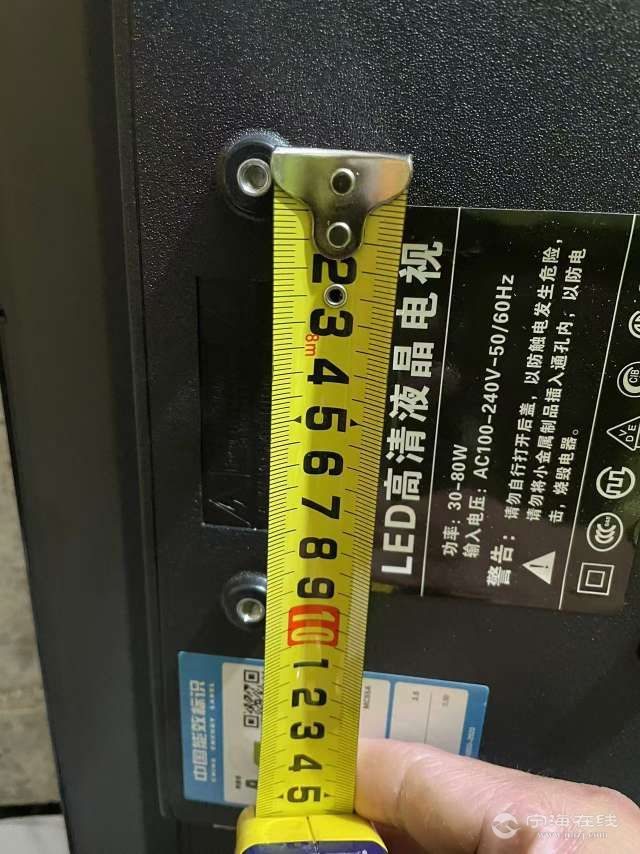 2
3
8m
4
5
6
7
8
9
10
1
2
3
4
5
LED高清液晶电视
功率：30-80W
输入电压：AC100-240V-50/60Hz
警告：
请勿自行打开后盖，以防触电发生危险，
请勿将小金属制品插入通孔内，以防电
击，烧毁电器。
中国能效标识
CHINA ENERGY LABEL
宁海在线